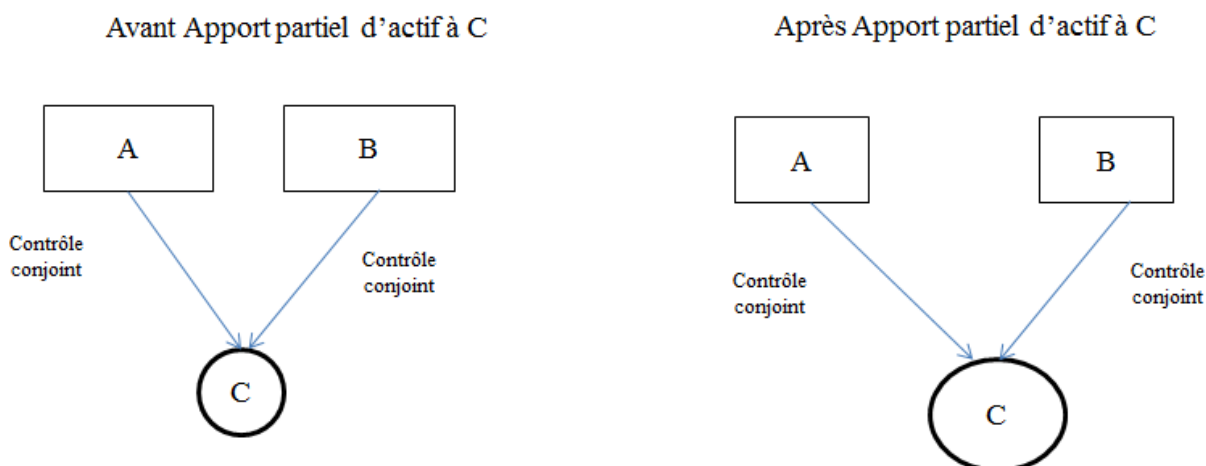 Avant Apport partiel d’actif à C
Après Apport partiel d’actif à C
A
B
A
B
Contrôle
conjoint
Contrôle
conjoint
Contrôle
conjoint
Contrôle
conjoint
C
C